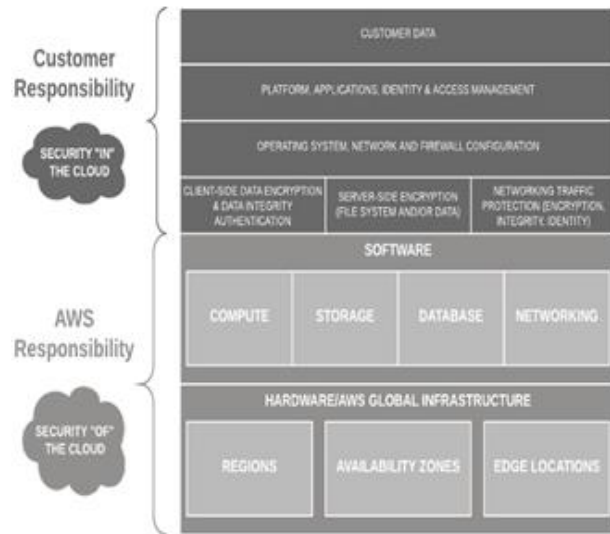 Customer
Responsibility
SECURITY "IN"
THE CLOUD
CUSTOMER DATA
PLATFORM, APPLICATIONS, IDENTITY & ACCESS MANAGEMENT
OPERATING SYSTEM, NETWORK AND FIREWALL CONFIGURATION
CLIENT-SIDE DATA ENCRYPTION
& DATA INTEGRITY
AUTHENTICATION
SERVER-SIDE ENCRYPTION
(FILE SYSTEM AND/OR DATA)
NETWORKING TRAFFIC
PROTECTION (ENCRYPTION,
INTEGRITY, IDENTITY)
AWS
Responsibility
SECURITY "OF"
THE CLOUD
SOFTWARE
COMPUTE
STORAGE
DATABASE
NETWORKING
HARDWARE/AWS GLOBAL INFRASTRUCTURE
REGIONS
AVAILABILITY ZONES
EDGE LOCATIONS